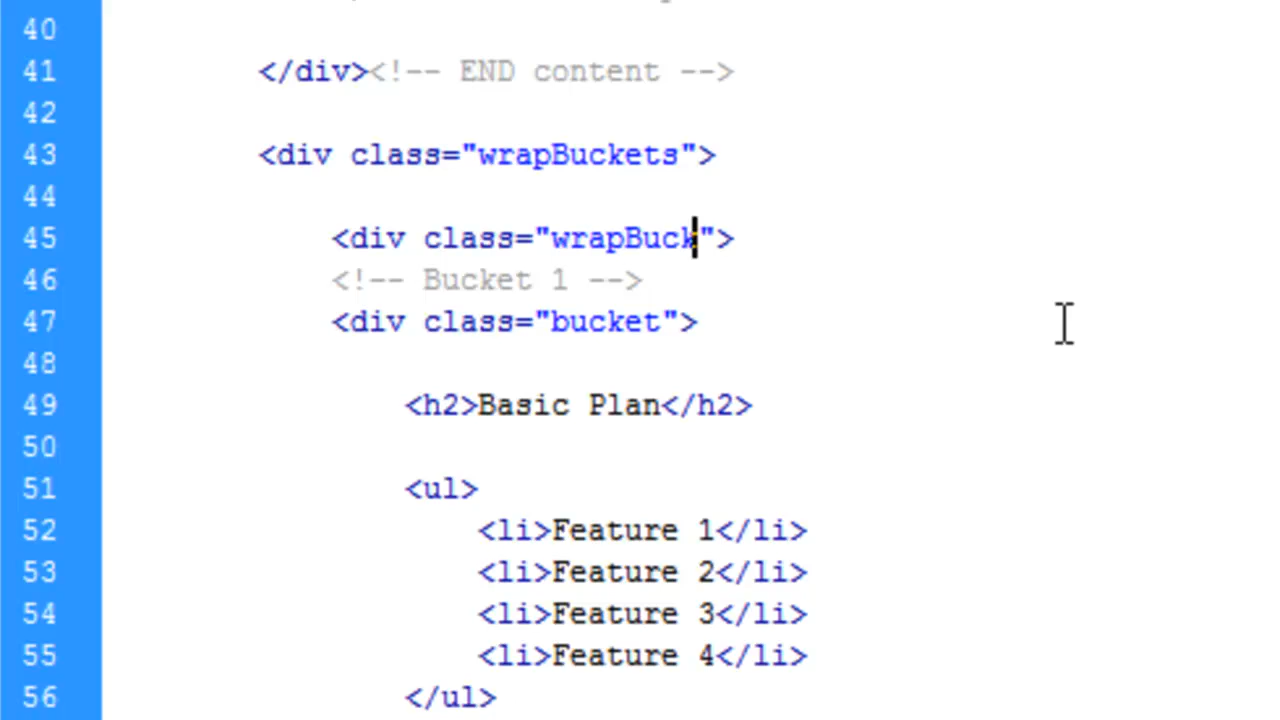 40
41 </div><!-- END content -->
42
43 <div class="wrapBuckets">
44
45 <div class="wrapBuck">
46 <!-- Bucket 1 -->
47 <div class="bucket">
48
49 <h2>Basic Plan</h2>
50
51 <ul>
52 <li>Feature 1</li>
53 <li>Feature 2</li>
54 <li>Feature 3</li>
55 <li>Feature 4</li>
56 </ul>